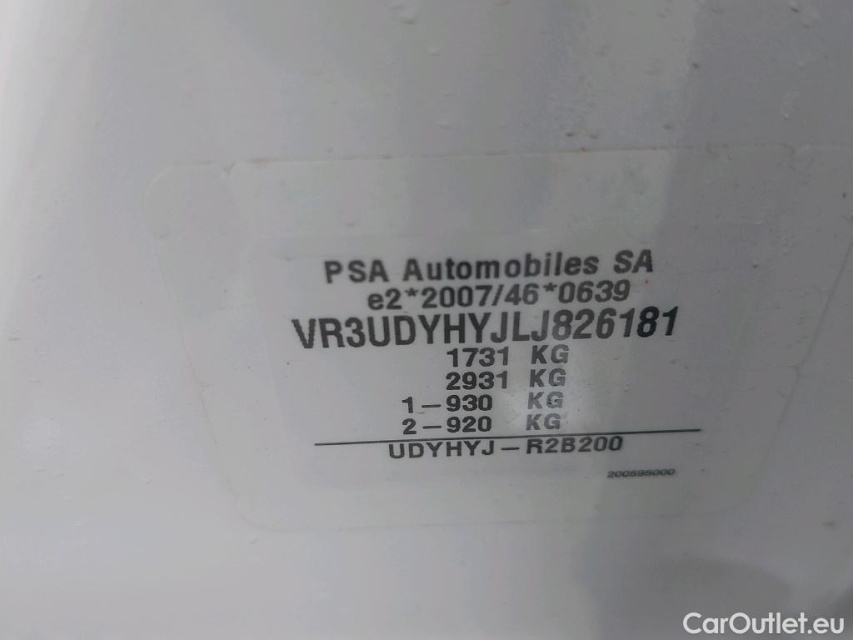 PSA Automobiles SA
e2*2007/46*0639
VR3UDYHYJLJ826181
1731 KG
2931 KG
1-930 KG
2-920 KG
UDYHYJ-R2B200
200595000
CarOutlet.eu